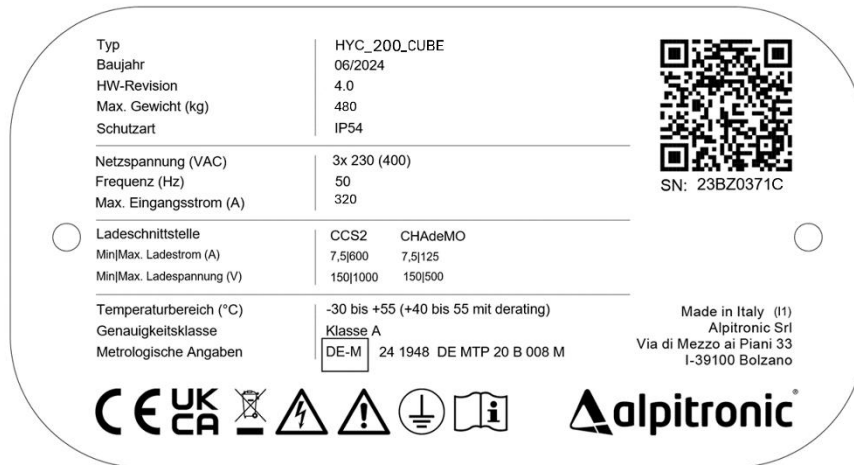 Typ HYC_200_CUBE
Baujahr 06/2024
HW-Revision 4.0
Max. Gewicht (kg) 480
Schutzart IP54
SN: 23BZ0371C
Netzspannung (VAC) 3x 230 (400)
Frequenz (Hz) 50
Max. Eingangsstrom (A) 320
Ladeschnittstelle CCS2 CHAdeMO
Min|Max. Ladestrom (A) 7,5|600 7,5|125
Min|Max. Ladespannung (V) 150|1000 150|500
Temperaturbereich (°C) -30 bis +55 (+40 bis 55 mit derating)
Genauigkeitsklasse Klasse A
Metrologische Angaben DE-M 24 1948 DE MTP 20 B 008 M
Made in Italy (I1)
Alpitronic Srl
Via di Mezzo ai Piani 33
I-39100 Bolzano
CE UK CA
alpitronic®